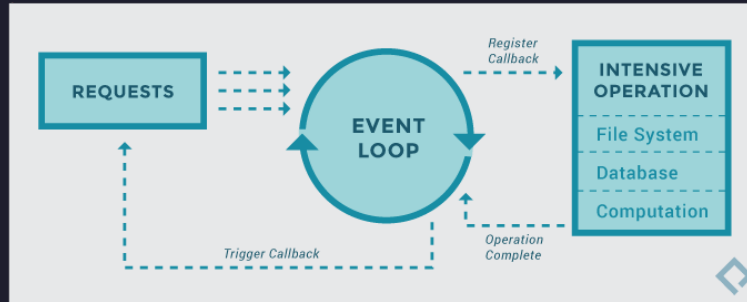 REQUESTS
EVENT
LOOP
Register
Callback
INTENSIVE
OPERATION
File System
Database
Computation
Operation
Complete
Trigger Callback